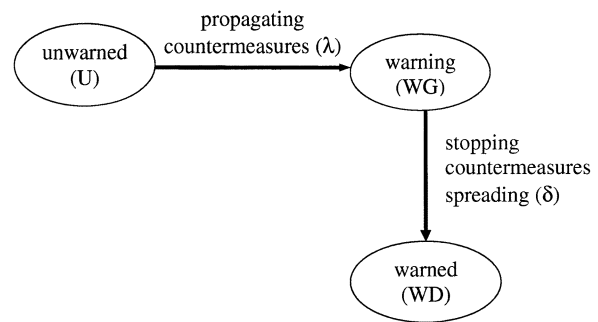 propagating
countermeasures (λ)
unwarned
(U)
warning
(WG)
stopping
countermeasures
spreading (δ)
warned
(WD)